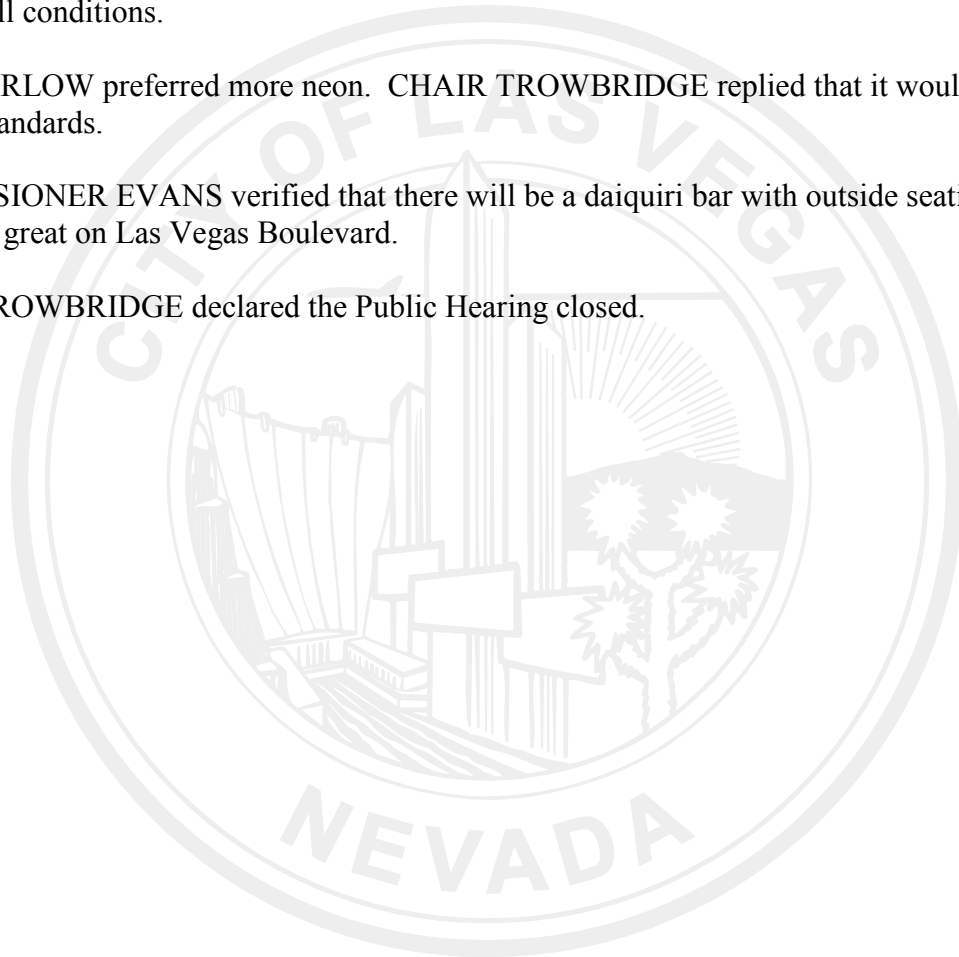 ll conditions.
RLOW preferred more neon. CHAIR TROWBRIDGE replied that it woul
andards.
SIONER EVANS verified that there will be a daiquiri bar with outside seati
great on Las Vegas Boulevard.
ROWBRIDGE declared the Public Hearing closed.
CITY OF LAS VEGAS
NEVADA